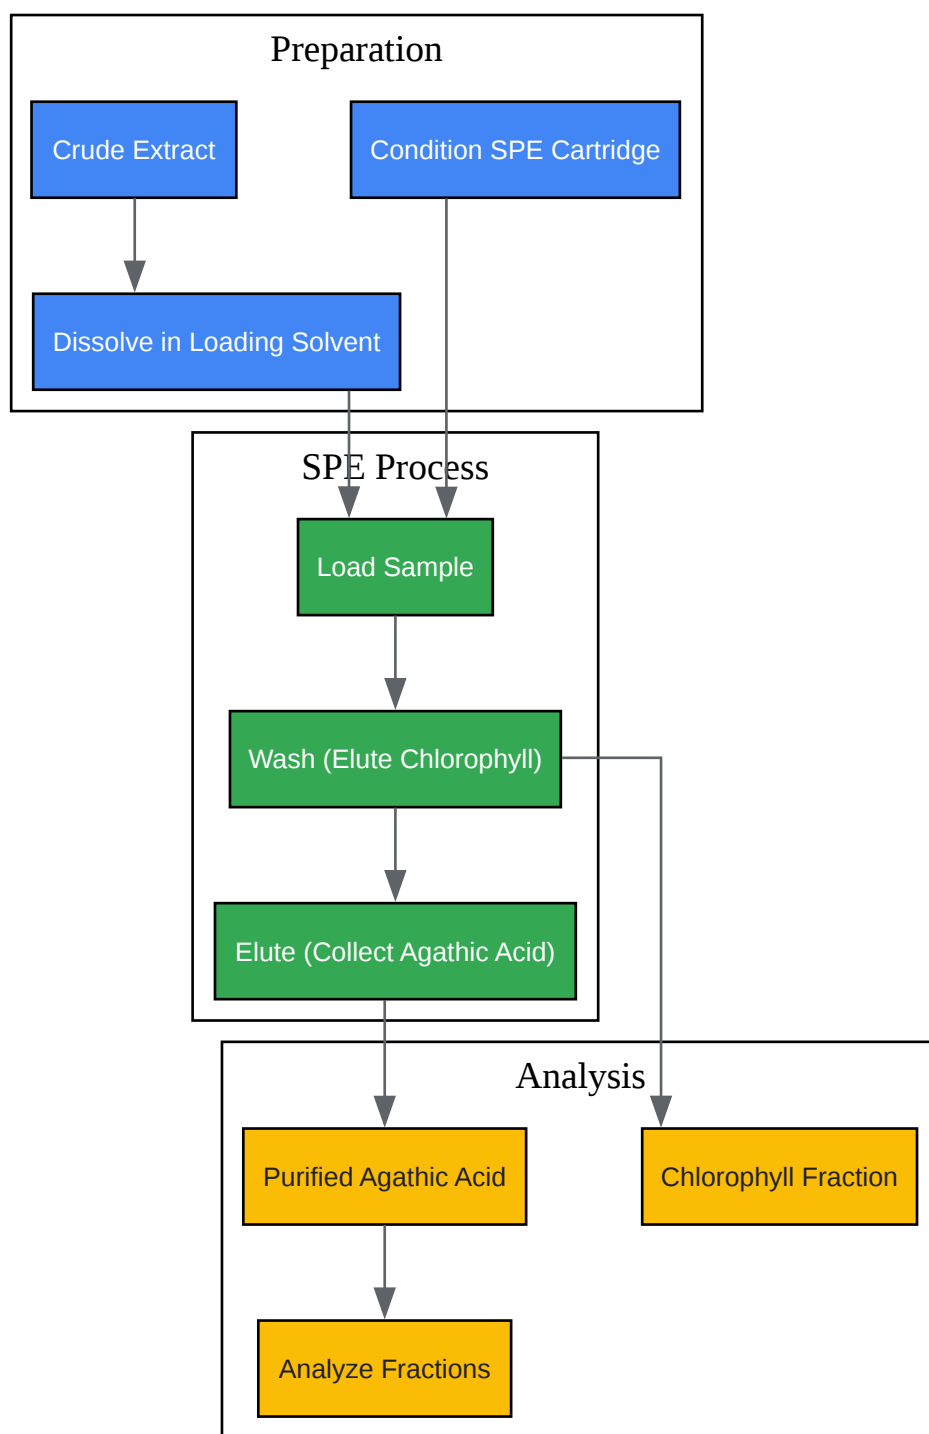 Preparation
Crude Extract
Condition SPE Cartridge
Dissolve in Loading Solvent
SPE Process
Load Sample
Wash (Elute Chlorophyll)
Elute (Collect Agathic Acid)
Analysis
Purified Agathic Acid
Chlorophyll Fraction
Analyze Fractions